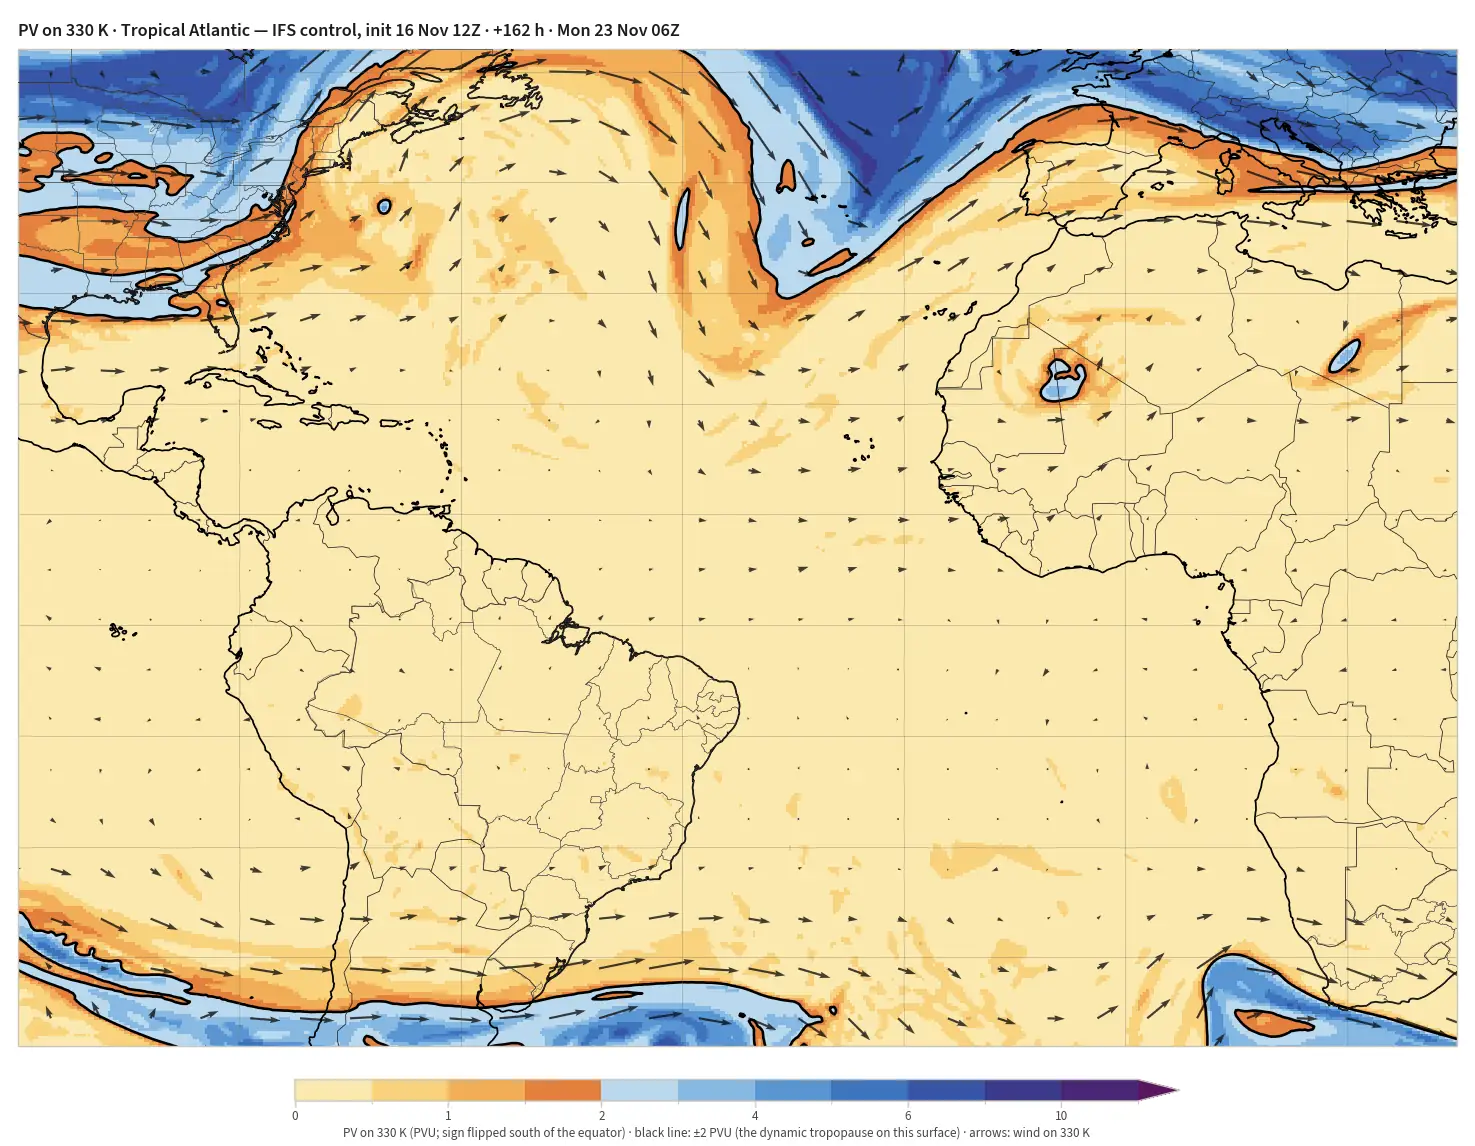 PV on 330 K · Tropical Atlantic — IFS control, init 16 Nov 12Z · +162 h · Mon 23 Nov 06Z
0 1 2 4 6 10
PV on 330 K (PVU; sign flipped south of the equator) · black line: ±2 PVU (the dynamic tropopause on this surface) · arrows: wind on 330 K